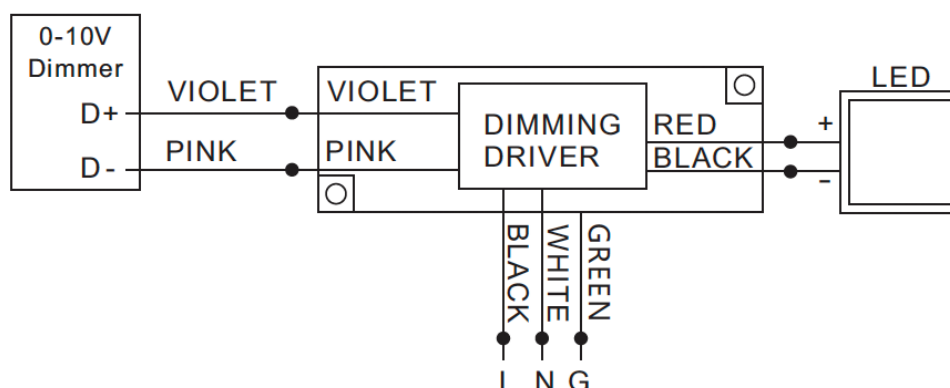 0-10V
Dimmer
D+
D-
VIOLET
PINK
VIOLET
PINK
DIMMING
DRIVER
RED
BLACK
LED
+
-
BLACK
WHITE
GREEN
L N G